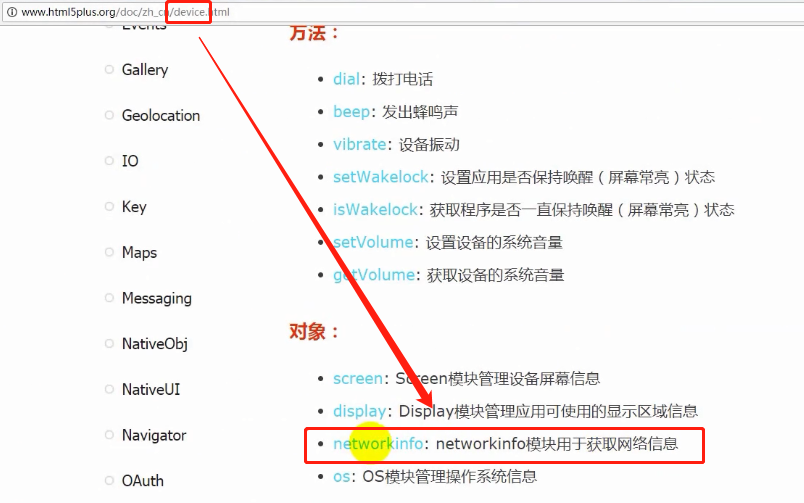 www.html5plus.org/doc/zh_cn/device.html
Events
Gallery
Geolocation
IO
Key
Maps
Messaging
NativeObj
NativeUI
Navigator
OAuth
方法：
dial: 拨打电话
beep: 发出蜂鸣声
vibrate: 设备振动
setWakelock: 设置应用是否保持唤醒（屏幕常亮）状态
isWakelock: 获取程序是否一直保持唤醒（屏幕常亮）状态
setVolume: 设置设备的系统音量
getVolume: 获取设备的系统音量
对象：
screen: Screen模块管理设备屏幕信息
display: Display模块管理应用可使用的显示区域信息
networkinfo: networkinfo模块用于获取网络信息
os: OS模块管理操作系统信息